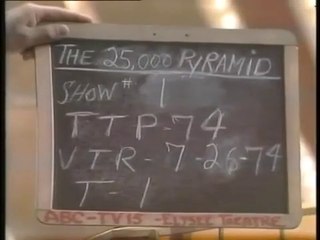 THE 25,000 PYRAMID
SHOW # 1
TTP-74
VTR-7-26-74
T-1
ABC-TV15-ELYSEE THEATRE